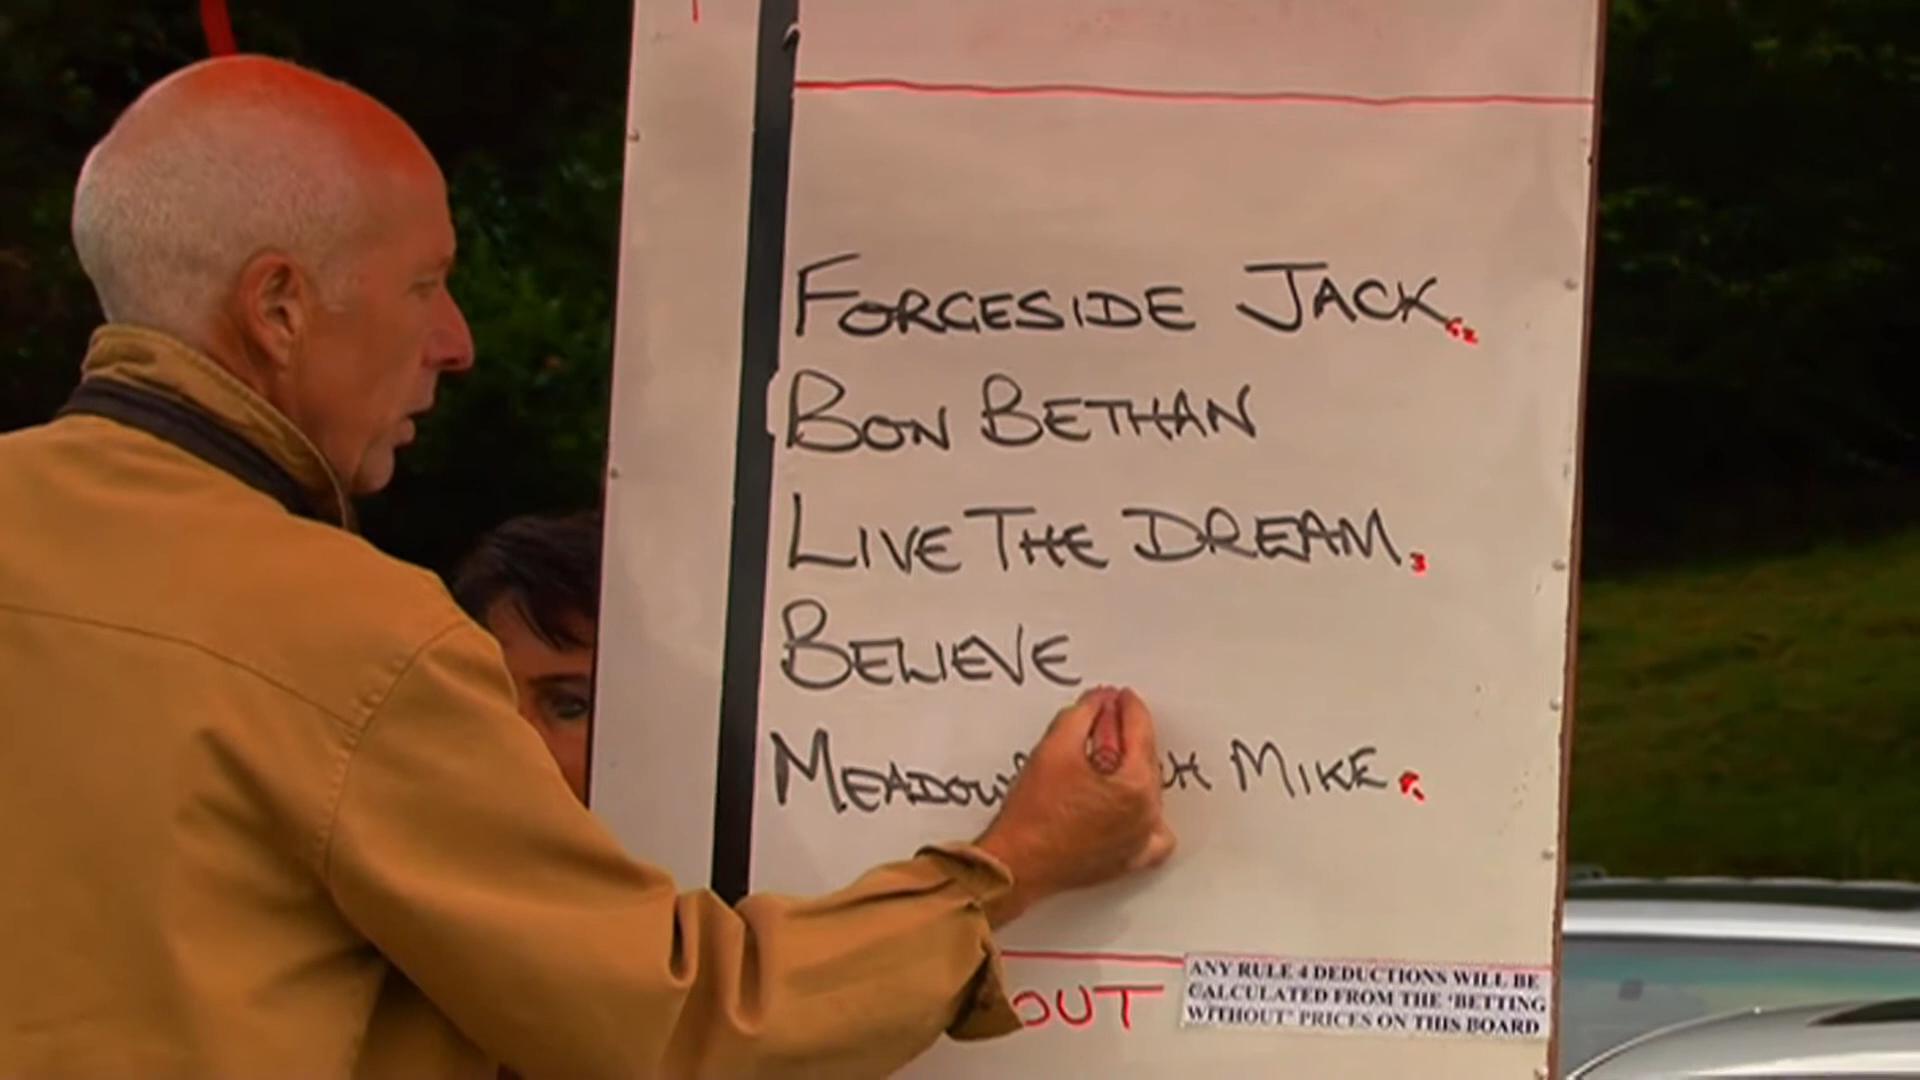 FORGESIDE JACK.
BON BETHAN
LIVE THE DREAM. 3
BELIEVE
MIKE.
OUT
ANY RULE 4 DEDUCTIONS WILL BE
CALCULATED FROM THE 'BETTING
WITHOUT' PRICES ON THIS BOARD